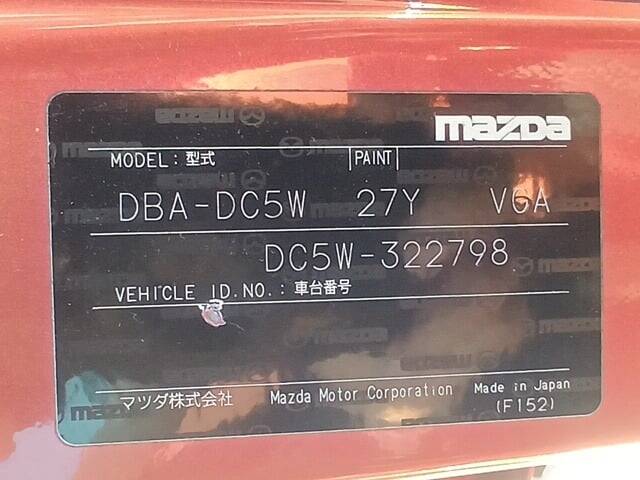 mazda
MODEL: 型式 PAINT
DBA-DC5W 27Y VGA
DC5W-322798
VEHICLE ID.NO.: 車台番号
マツダ株式会社 Mazda Motor Corporation Made in Japan
(F152)